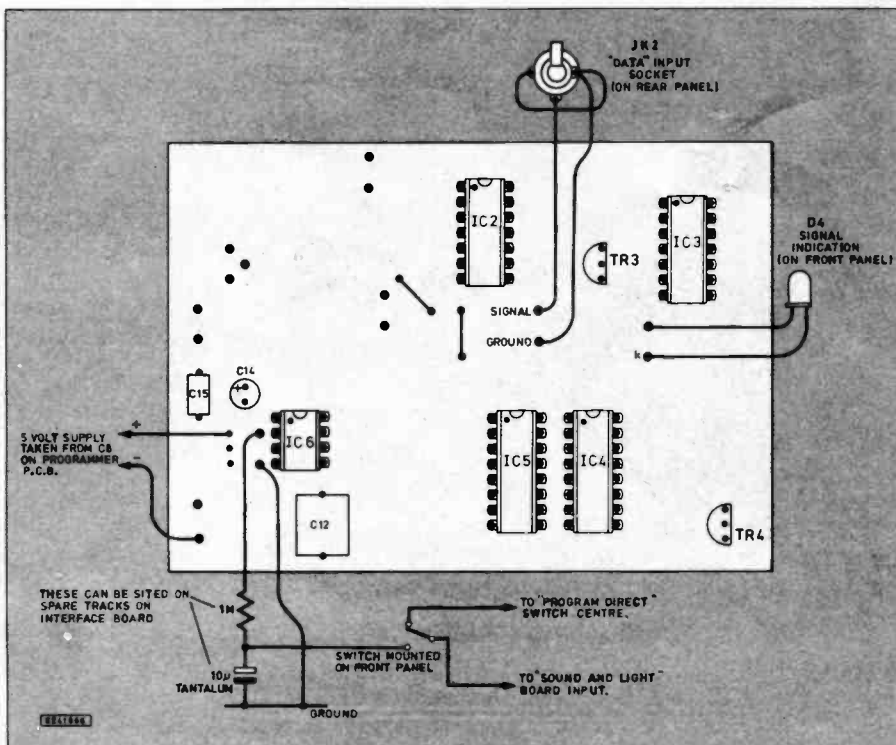 JK2
"DATA" INPUT
SOCKET
(ON REAR PANEL)
IC2
IC3
TR3
D4
SIGNAL
INDICATION
(ON FRONT PANEL)
SIGNAL
GROUND
k
C14
+
C15
IC6
IC5
IC4
+
5 VOLT SUPPLY
TAKEN FROM C8
ON PROGRAMMER
P.C.B.
-
C12
TR4
THESE CAN BE SITED ON
SPARE TRACKS ON
INTERFACE BOARD
1M
TO "PROGRAM DIRECT"
SWITCH CENTRE.
SWITCH MOUNTED
ON FRONT PANEL
10µ
TANTALUM
TO "SOUND AND LIGHT"
BOARD INPUT.
GROUND